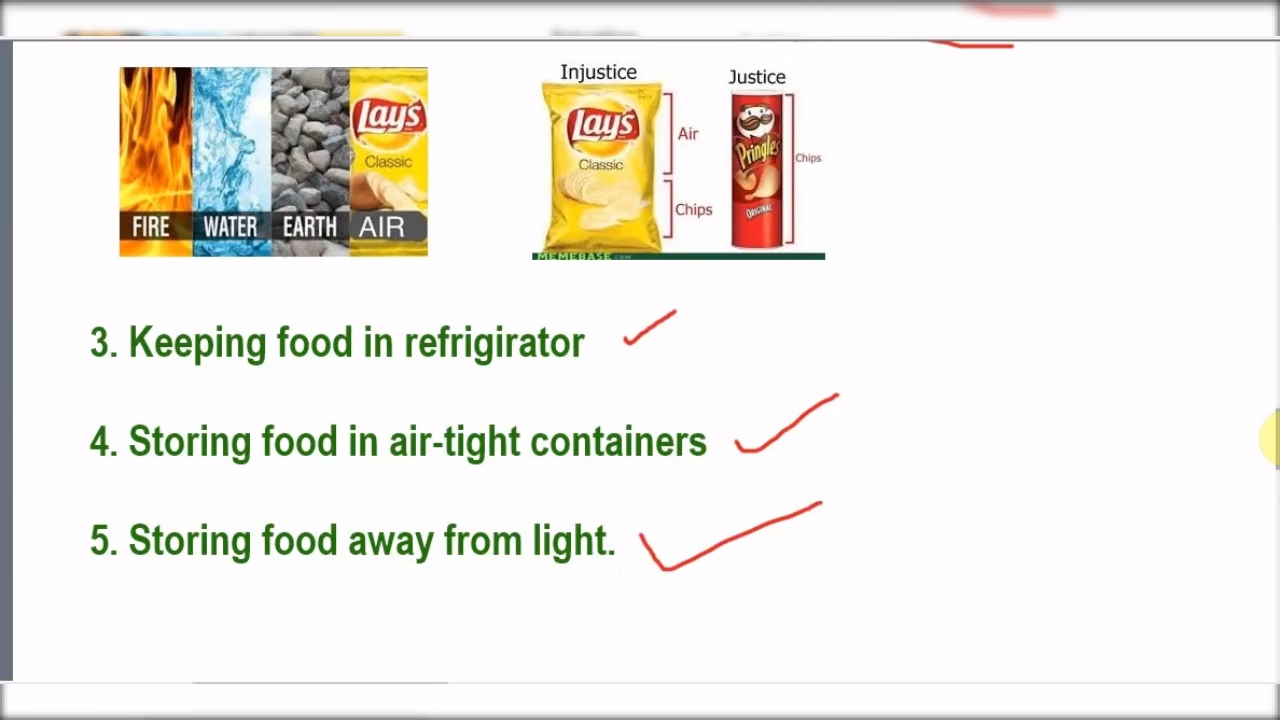 Lay's
Classic
FIRE WATER EARTH AIR
Injustice
Lay's
Classic
Air
Chips
Justice
Pringles
ORIGINAL
Chips
MEMEBASE.COM
3. Keeping food in refrigirator
4. Storing food in air-tight containers
5. Storing food away from light.